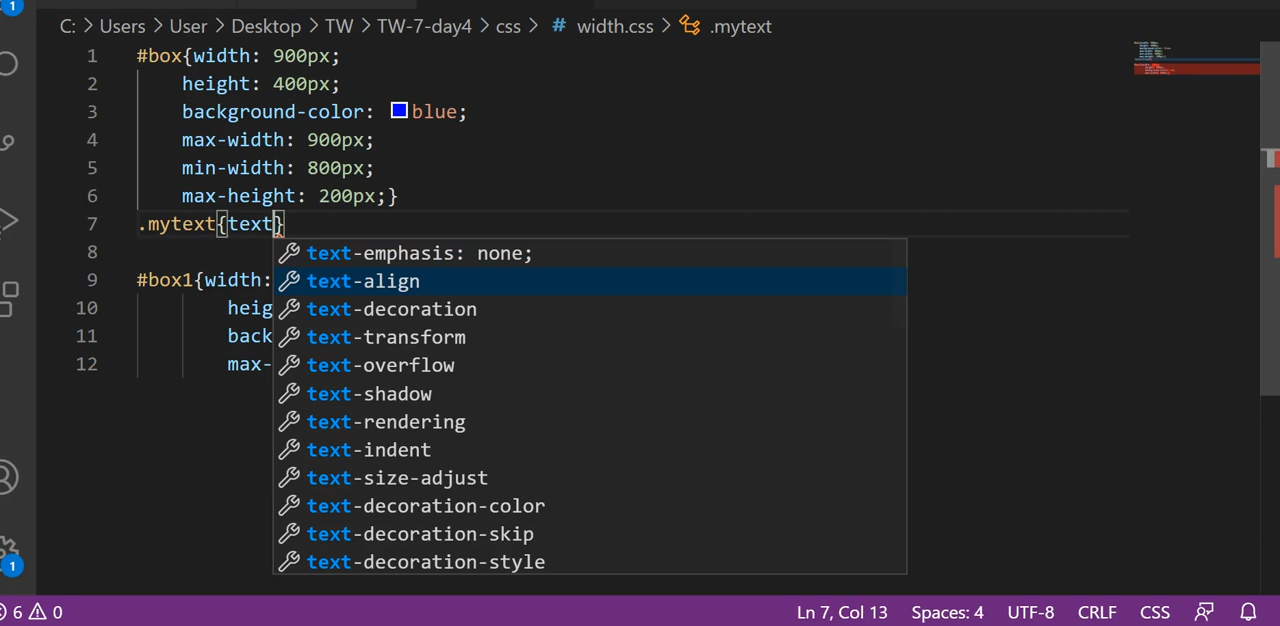 1
C: > Users > User > Desktop > TW > TW-7-day4 > css > # width.css > .mytext
1 #box{width: 900px;
2 height: 400px;
3 background-color: blue;
4 max-width: 900px;
5 min-width: 800px;
6 max-height: 200px;}
7 .mytext{text}
8 text-emphasis: none;
9 #box1{width: text-align
10 heig text-decoration
11 back text-transform
12 max- text-overflow
text-shadow
text-rendering
text-indent
text-size-adjust
text-decoration-color
text-decoration-skip
1 text-decoration-style
6 0 Ln 7, Col 13 Spaces: 4 UTF-8 CRLF CSS